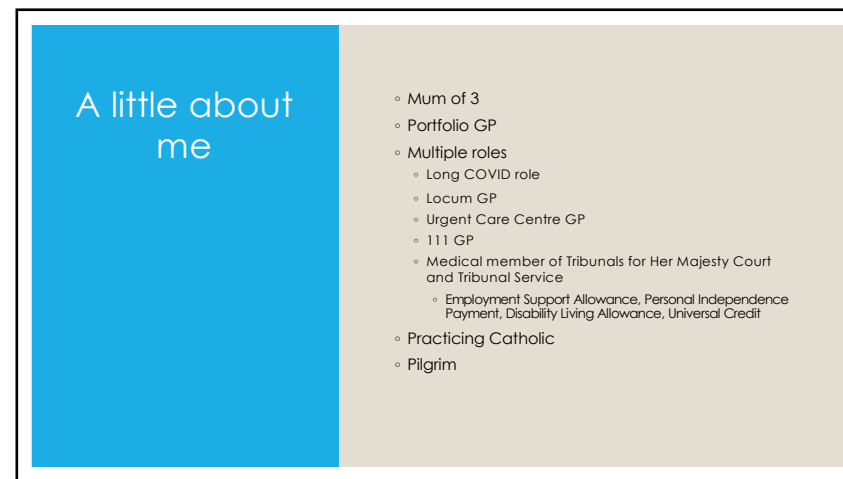 A little about
me
◦ Mum of 3
◦ Portfolio GP
◦ Multiple roles
◦ Long COVID role
◦ Locum GP
◦ Urgent Care Centre GP
◦ 111 GP
◦ Medical member of Tribunals for Her Majesty Court
and Tribunal Service
◦ Employment Support Allowance, Personal Independence
Payment, Disability Living Allowance, Universal Credit
◦ Practicing Catholic
◦ Pilgrim